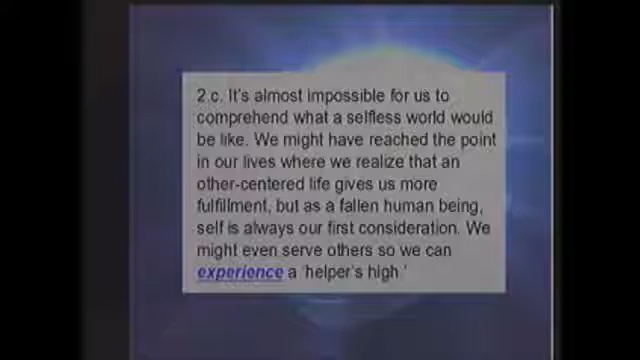 2.c. It's almost impossible for us to
comprehend what a selfless world would
be like. We might have reached the point
in our lives where we realize that an
other-centered life gives us more
fulfillment, but as a fallen human being,
self is always our first consideration. We
might even serve others so we can
experience a 'helper's high.'